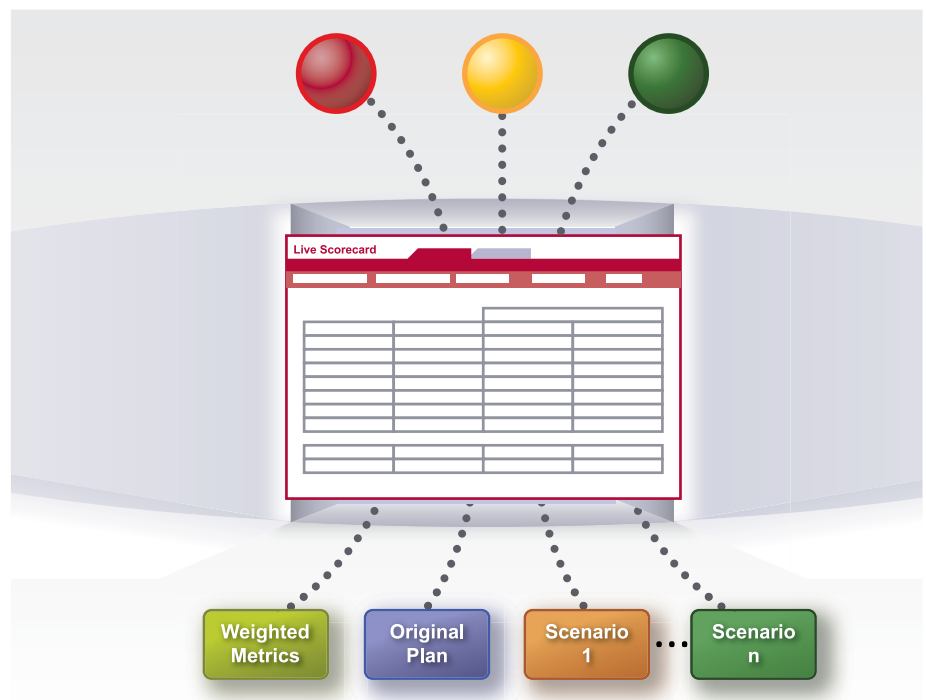 Live Scorecard
Weighted
Metrics
Original
Plan
Scenario
1
Scenario
n